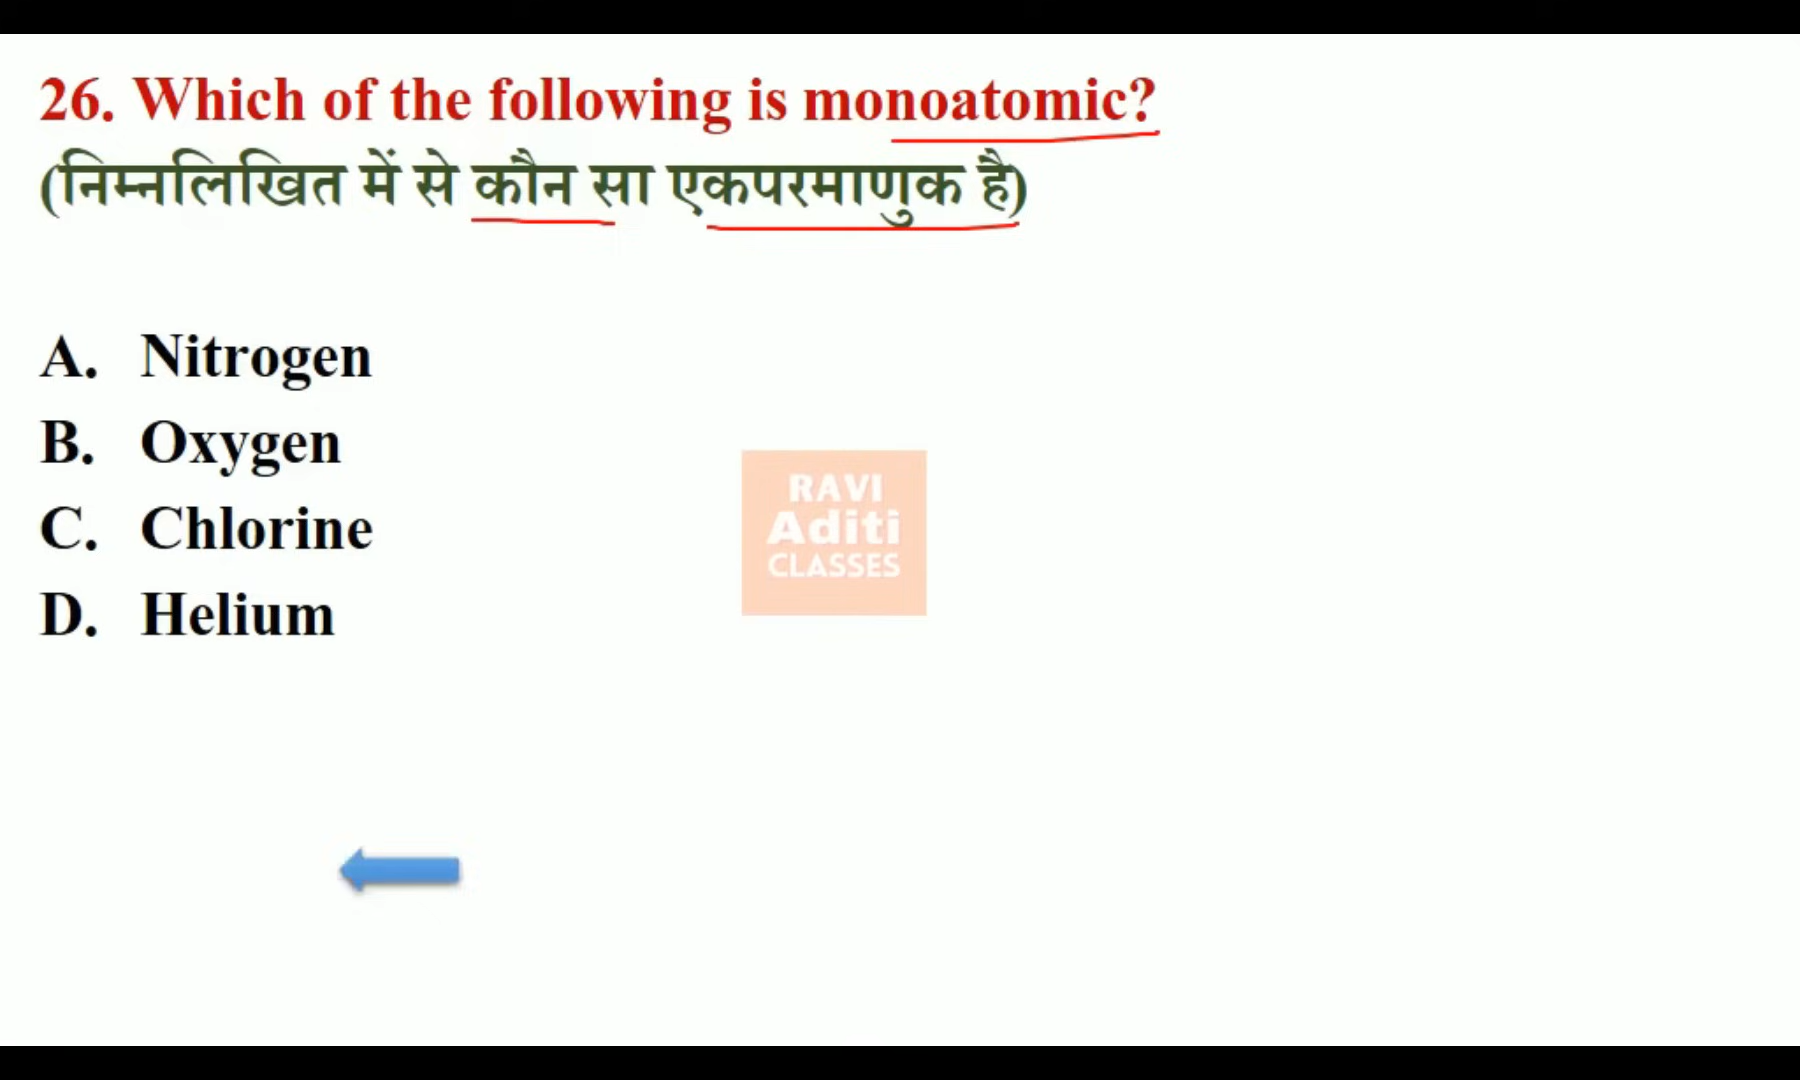 26. Which of the following is monoatomic?
(निम्नलिखित में से कौन सा एकपरमाणुक है)
A. Nitrogen
B. Oxygen
C. Chlorine
D. Helium
RAVI
Aditi
CLASSES